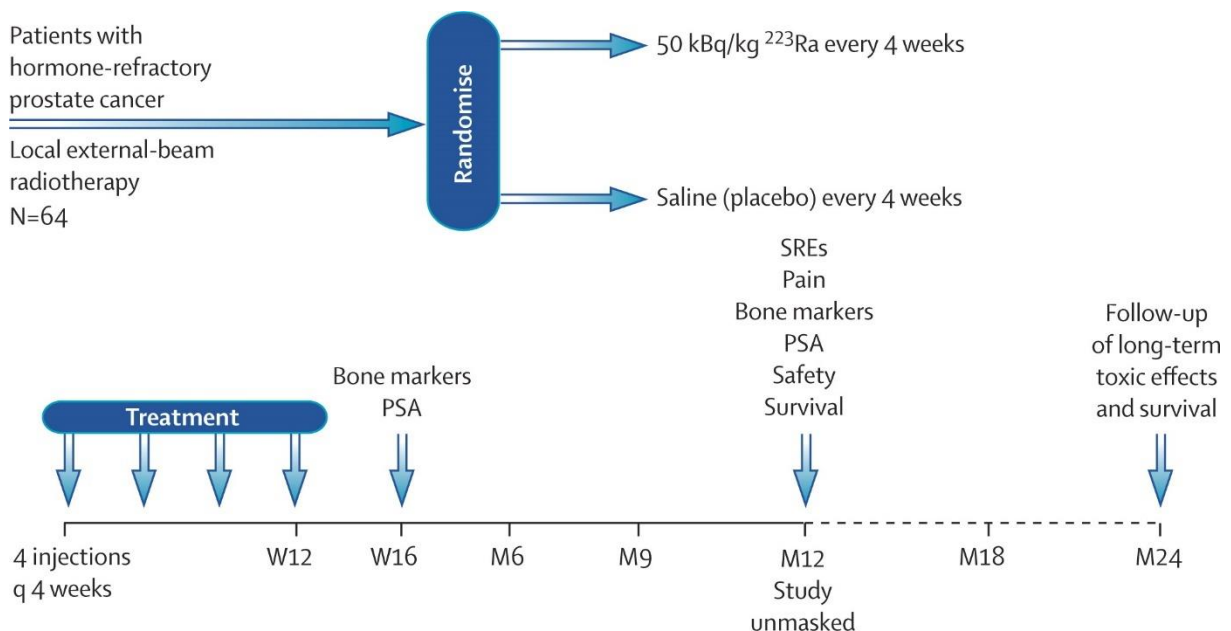 Patients with
hormone-refractory
prostate cancer
Local external-beam
radiotherapy
N=64
Randomise
50 kBq/kg ²²³Ra every 4 weeks
Saline (placebo) every 4 weeks
Treatment
Bone markers
PSA
SREs
Pain
Bone markers
PSA
Safety
Survival
Follow-up
of long-term
toxic effects
and survival
4 injections
q 4 weeks
W12
W16
M6
M9
M12
Study
unmasked
M18
M24